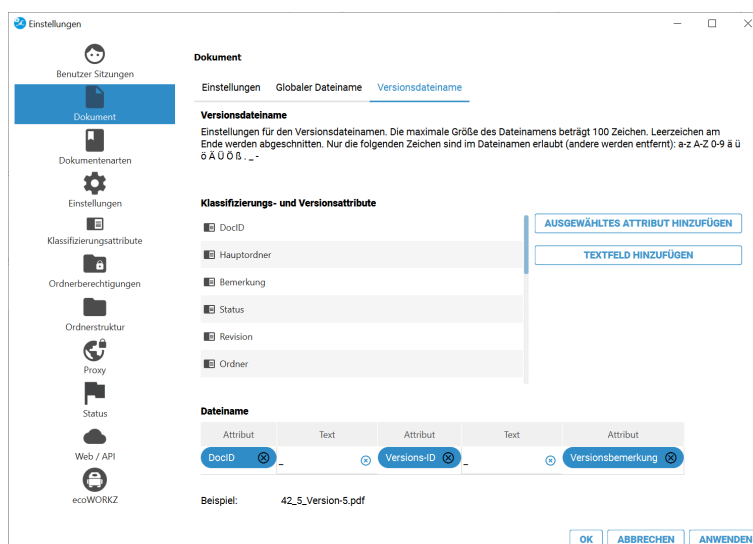 Einstellungen
Benutzer Sitzungen
Dokument
Dokumentenarten
Einstellungen
Klassifizierungsattribute
Ordnerberechtigungen
Ordnerstruktur
Proxy
Status
Web / API
ecoWORKZ
Dokument
Einstellungen Globaler Dateiname Versionsdateiname
Versionsdateiname
Einstellungen für den Versionsdateinamen. Die maximale Größe des Dateinamens beträgt 100 Zeichen. Leerzeichen am
Ende werden abgeschnitten. Nur die folgenden Zeichen sind im Dateinamen erlaubt (andere werden entfernt): a-z A-Z 0-9 ä ü
ö Ä Ü Ö ß . _ -
Klassifizierungs- und Versionsattribute
DocID
Hauptordner
Bemerkung
Status
Revision
Ordner
AUSGEWÄHLTES ATTRIBUT HINZUFÜGEN
TEXTFELD HINZUFÜGEN
Dateiname
Attribut Text Attribut Text Attribut
DocID _ Versions-ID _ Versionsbemerkung
Beispiel: 42_5_Version-5.pdf
OK ABBRECHEN ANWENDEN